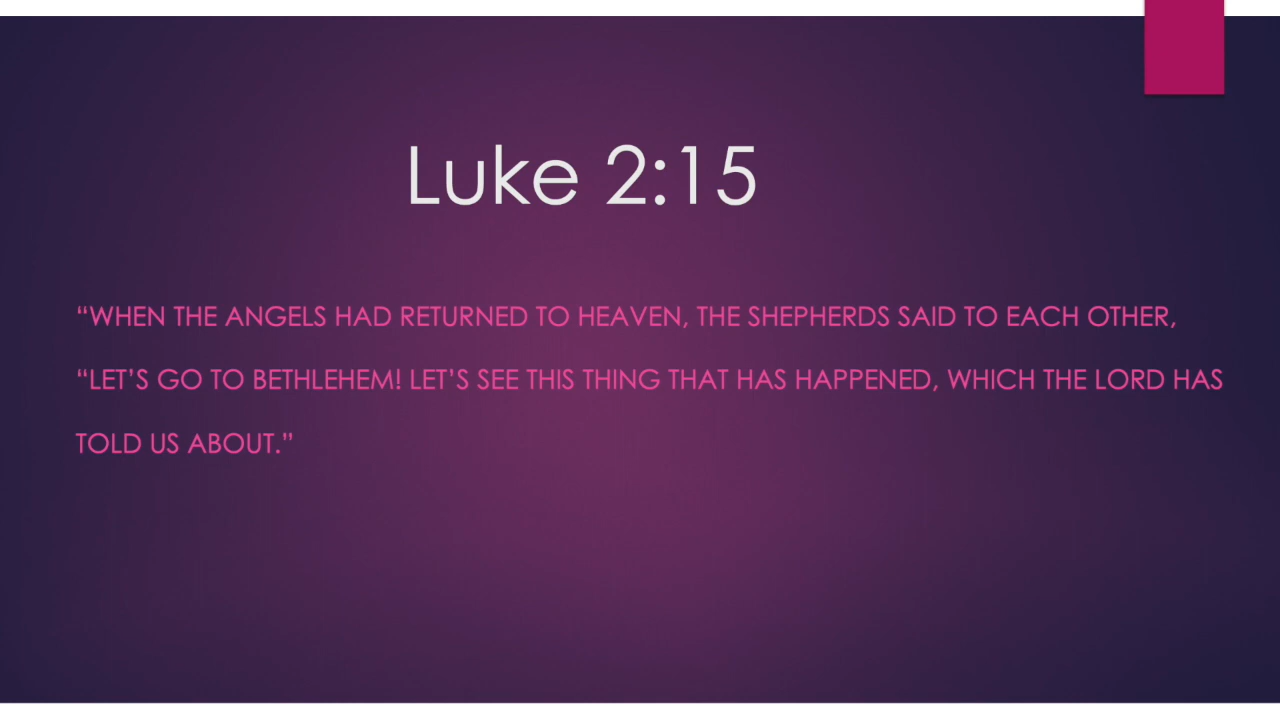 Luke 2:15
“WHEN THE ANGELS HAD RETURNED TO HEAVEN, THE SHEPHERDS SAID TO EACH OTHER,
“LET’S GO TO BETHLEHEM! LET’S SEE THIS THING THAT HAS HAPPENED, WHICH THE LORD HAS
TOLD US ABOUT.”